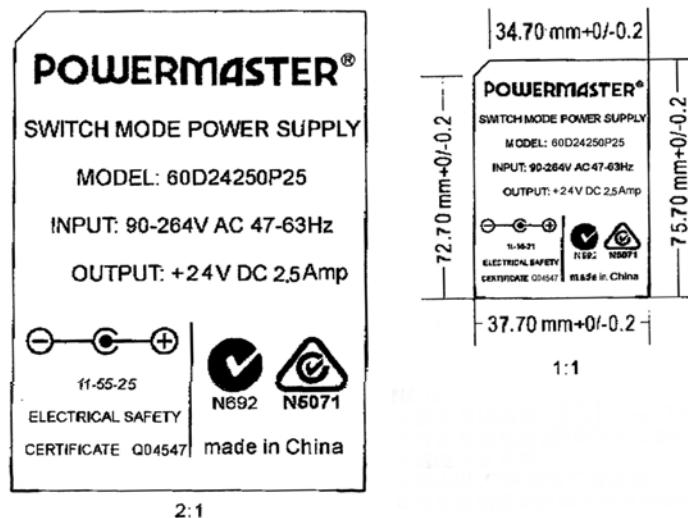 POWERMASTER®
SWITCH MODE POWER SUPPLY
MODEL: 60D24250P25
INPUT: 90-264V AC 47-63Hz
OUTPUT: +24V DC 2.5Amp
11-55-25
ELECTRICAL SAFETY
CERTIFICATE Q04547
N692
N5071
made in China
2:1
34.70 mm+0/-0.2
72.70 mm+0/-0.2
POWERMASTER®
SWITCH MODE POWER SUPPLY
MODEL: 60D24250P25
INPUT: 90-264V AC 47-63Hz
OUTPUT: +24V DC 2.5Amp
ELECTRICAL SAFETY
CERTIFICATE Q04547
N692
N5071
made in China
75.70 mm+0/-0.2
37.70 mm+0/-0.2
1:1